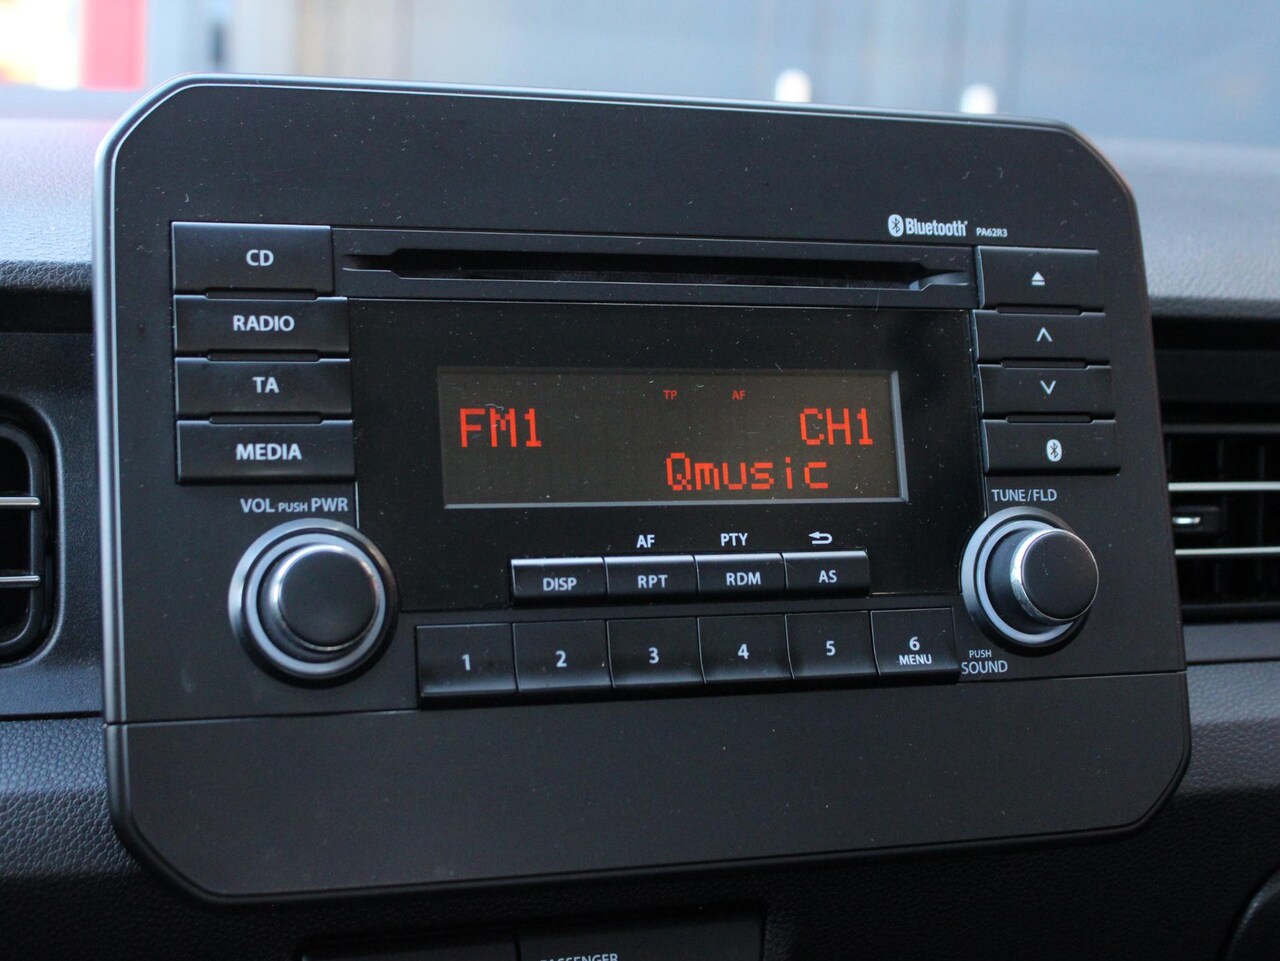 Bluetooth PA62R3
CD
RADIO
TA
MEDIA
TP AF
FM1 CH1
Qmusic
VOL PUSH PWR
TUNE/FLD
AF PTY
DISP RPT RDM AS
1 2 3 4 5 6
MENU
PUSH
SOUND
PASSENGER